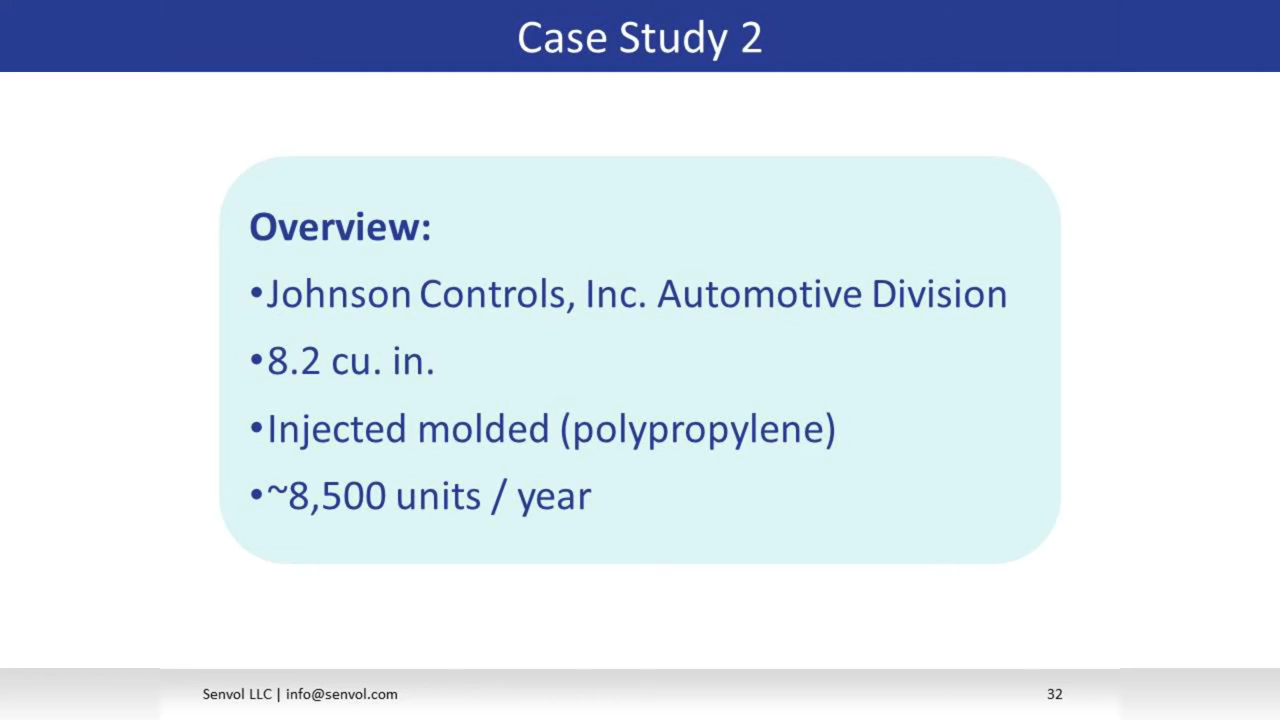 Case Study 2
Overview:
•Johnson Controls, Inc. Automotive Division
•8.2 cu. in.
•Injected molded (polypropylene)
•~8,500 units / year
Senvol LLC | info@senvol.com
32